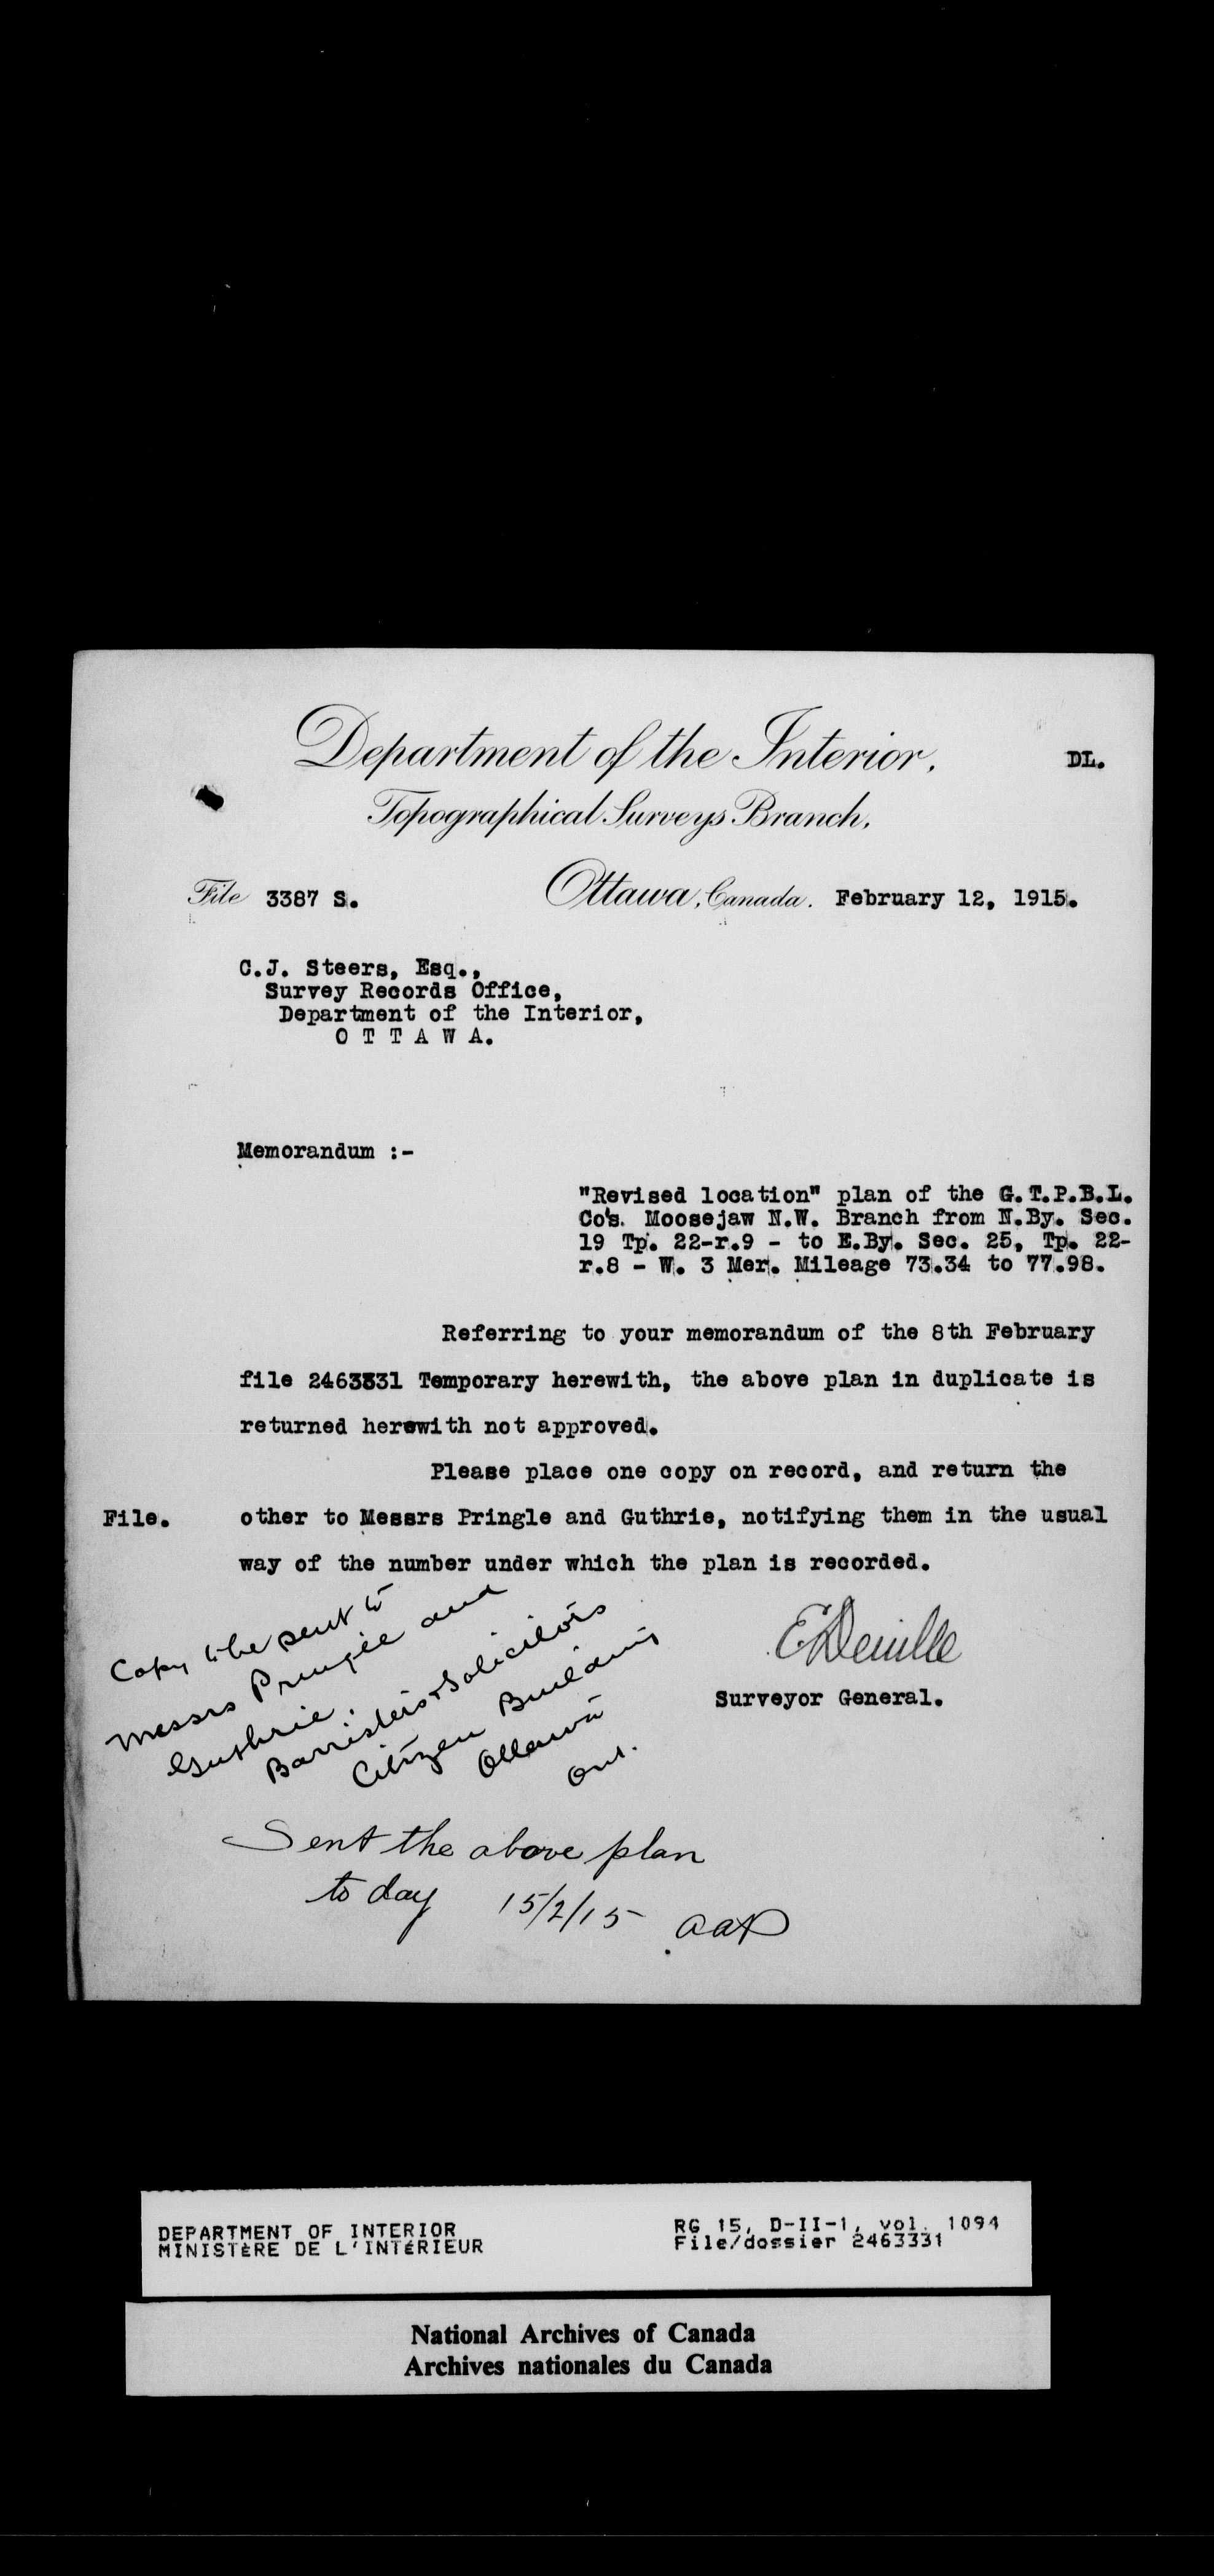 Department of the Interior,
DL.
Topographical Surveys Branch,
File 3387 S.
Ottawa, Canada. February 12, 1915.
C.J. Steers, Esq.,
Survey Records Office,
Department of the Interior,
O T T A W A.
Memorandum :-
"Revised location" plan of the G.T.P.B.L.
Co's. Moosejaw N.W. Branch from N.By. Sec.
19 Tp. 22-r.9 - to E.By. Sec. 25, Tp. 22-
r.8 - W. 3 Mer. Mileage 73.34 to 77.98.
Referring to your memorandum of the 8th February
file 2463331 Temporary herewith, the above plan in duplicate is
returned herewith not approved.
Please place one copy on record, and return the
File. other to Messrs Pringle and Guthrie, notifying them in the usual
way of the number under which the plan is recorded.
E Deville
Surveyor General.
Copy to be sent to
Messrs Pringle and
Guthrie.
Barristers & Solicitors
Citizen Building
Ottawa
Ont.
Sent the above plan
to day 15/2/15 aaP
DEPARTMENT OF INTERIOR
MINISTÈRE DE L'INTÉRIEUR
RG 15, D-II-1, vol. 1094
File/dossier 2463331
National Archives of Canada
Archives nationales du Canada